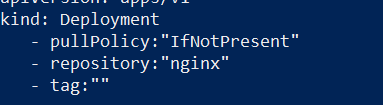 kind: Deployment
- pullPolicy:"IfNotPresent"
- repository:"nginx"
- tag:""